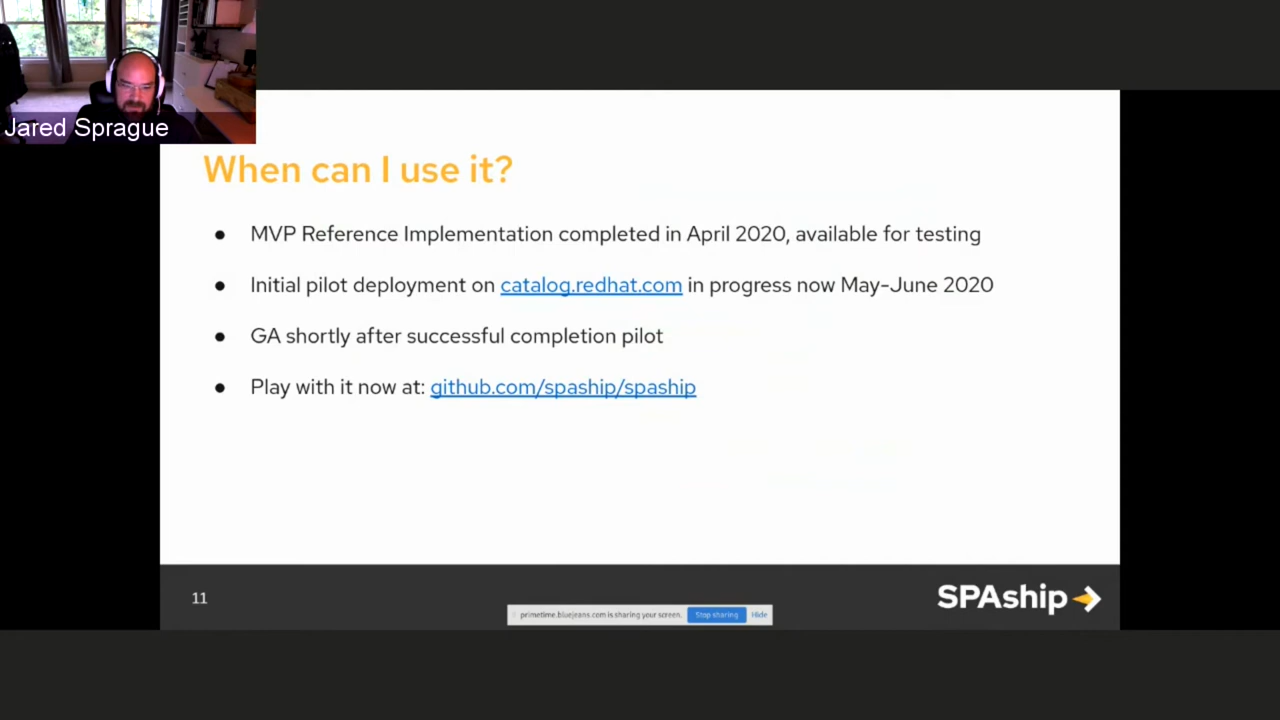 Jared Sprague
When can I use it?
● MVP Reference Implementation completed in April 2020, available for testing
● Initial pilot deployment on catalog.redhat.com in progress now May-June 2020
● GA shortly after successful completion pilot
● Play with it now at: github.com/spaship/spaship
11
SPAship
primetime.bluejeans.com is sharing your screen. Stop sharing Hide